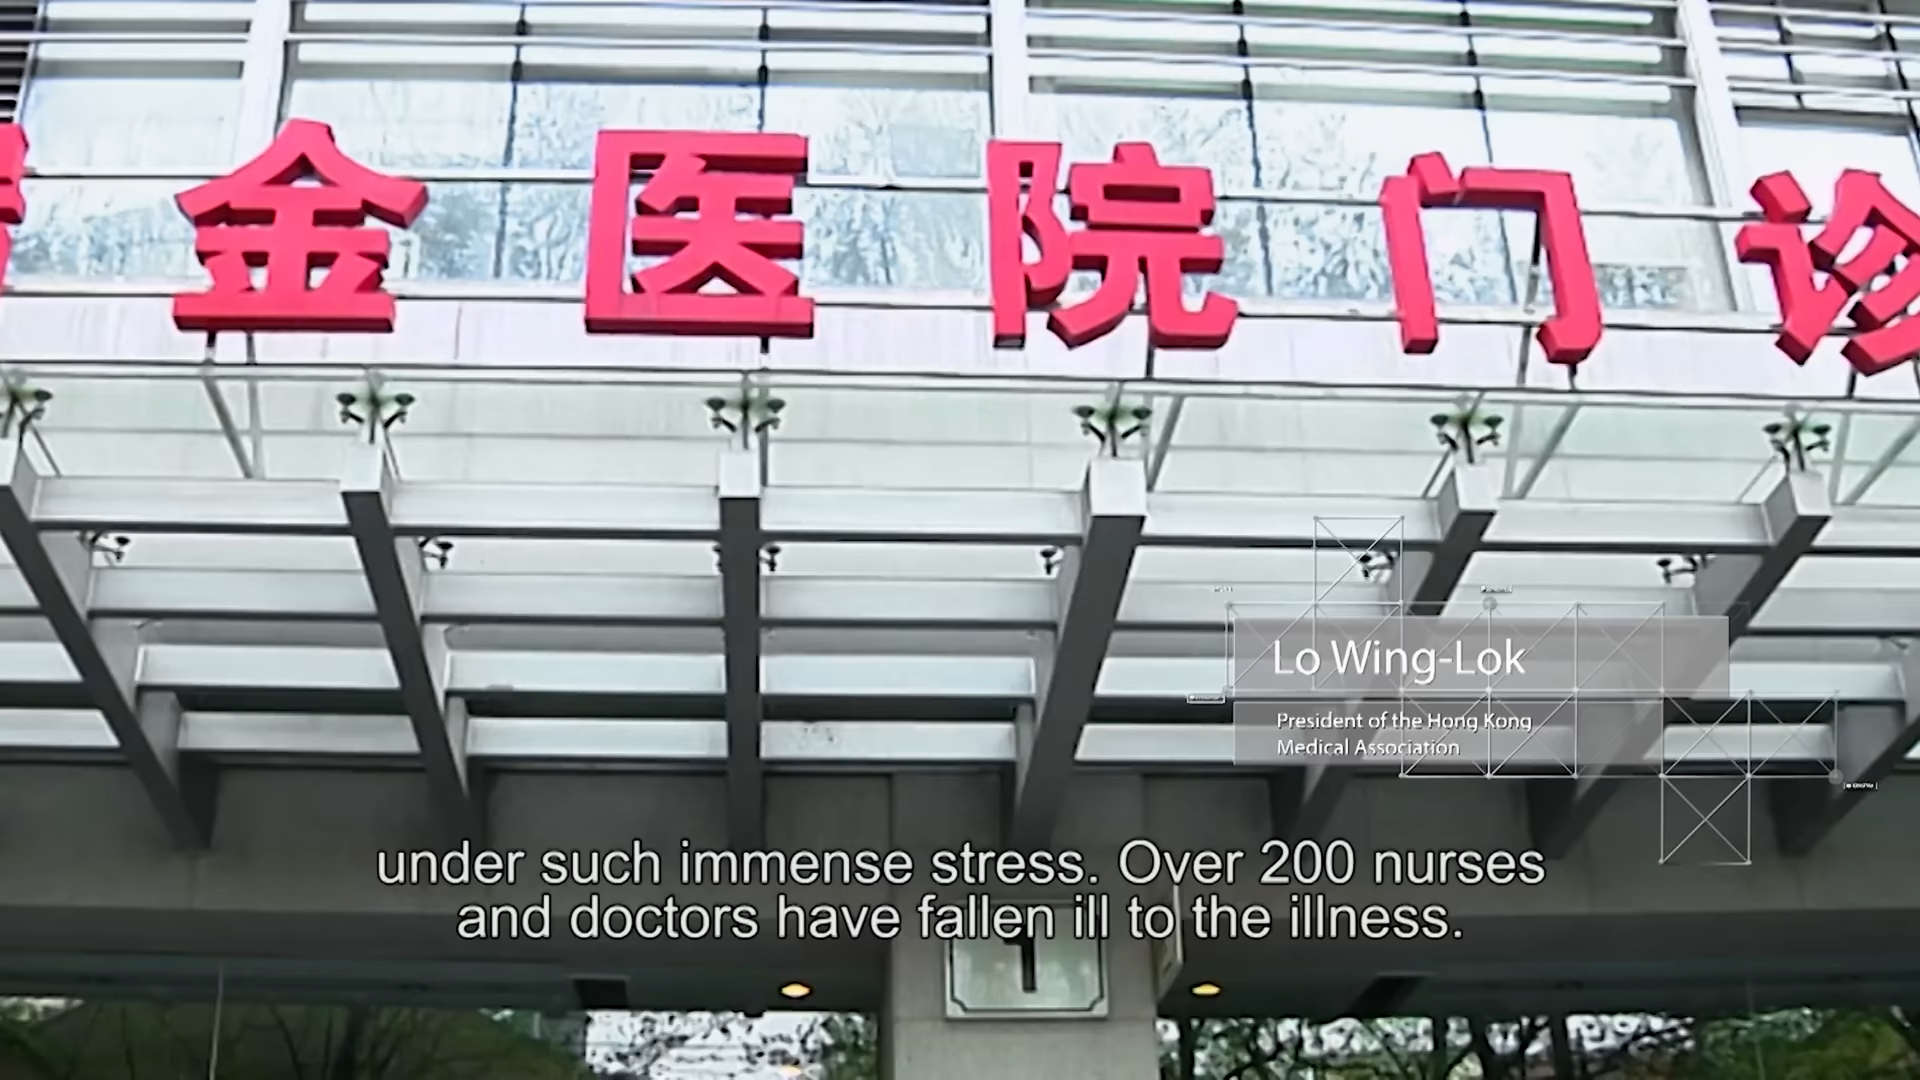 金医院门诊
Lo Wing-Lok
President of the Hong Kong
Medical Association
under such immense stress. Over 200 nurses
and doctors have fallen ill to the illness.
1